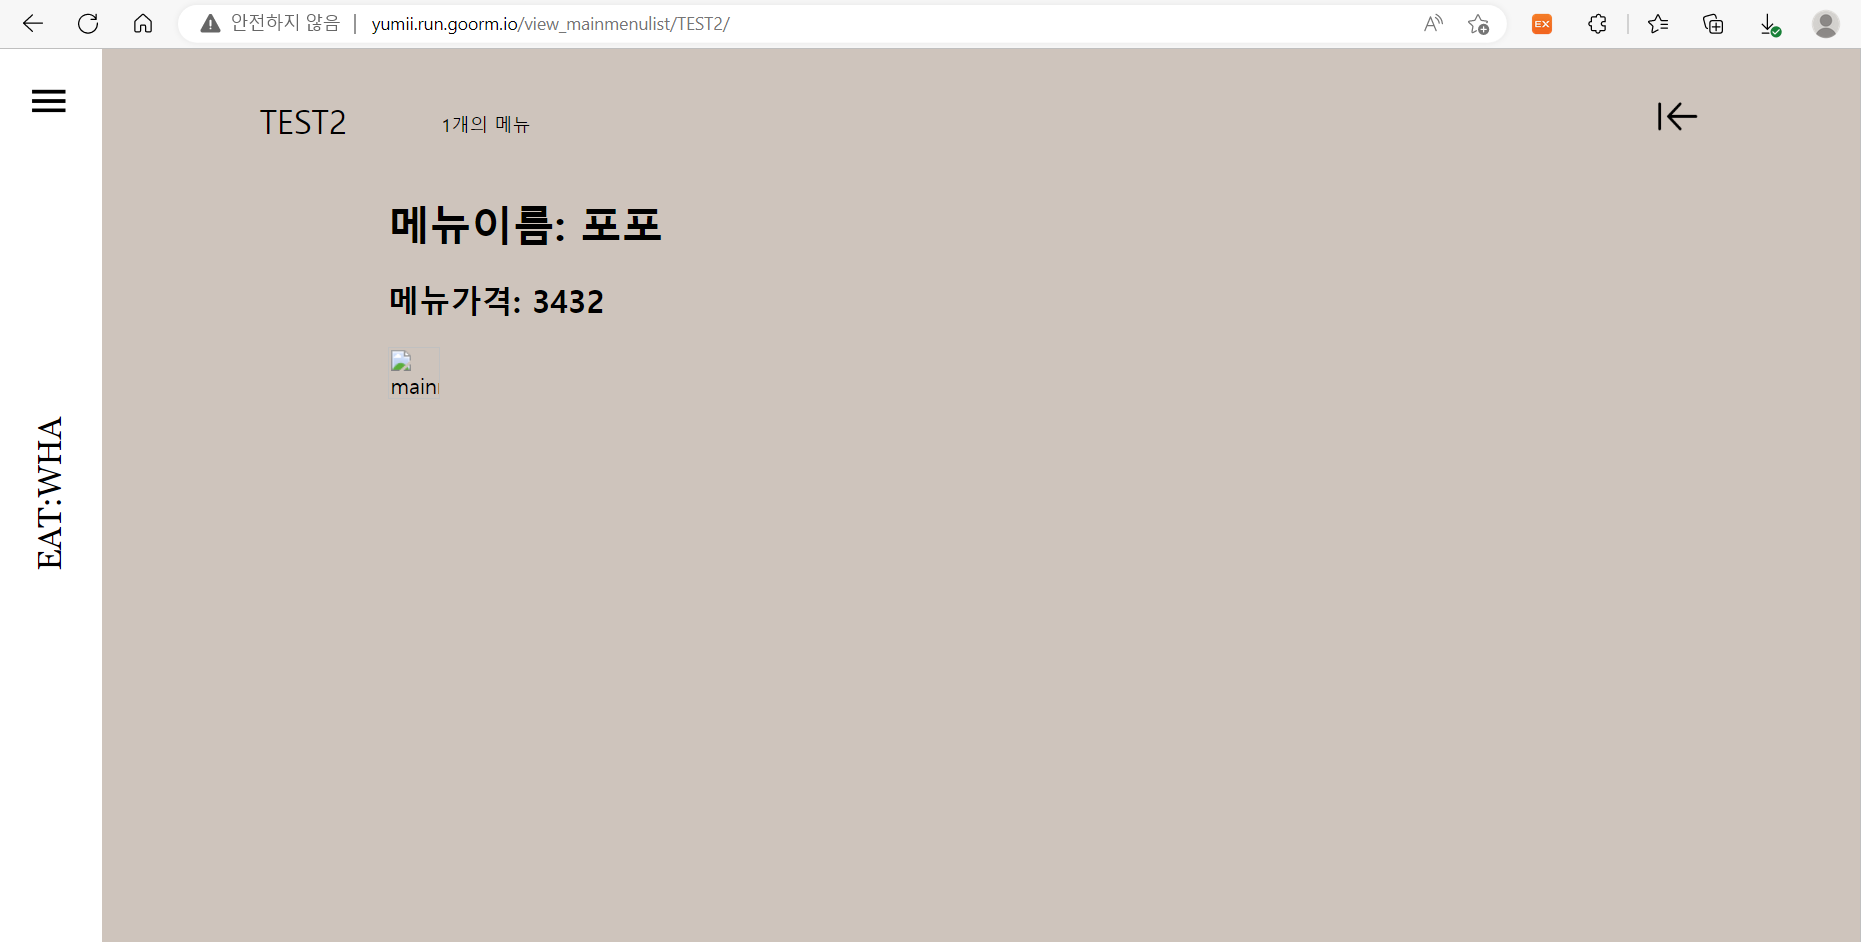 안전하지 않음 | yumii.run.goorm.io/view_mainmenulist/TEST2/
EX
TEST2 1개의 메뉴
메뉴이름: 포포
메뉴가격: 3432
EAT:WHA